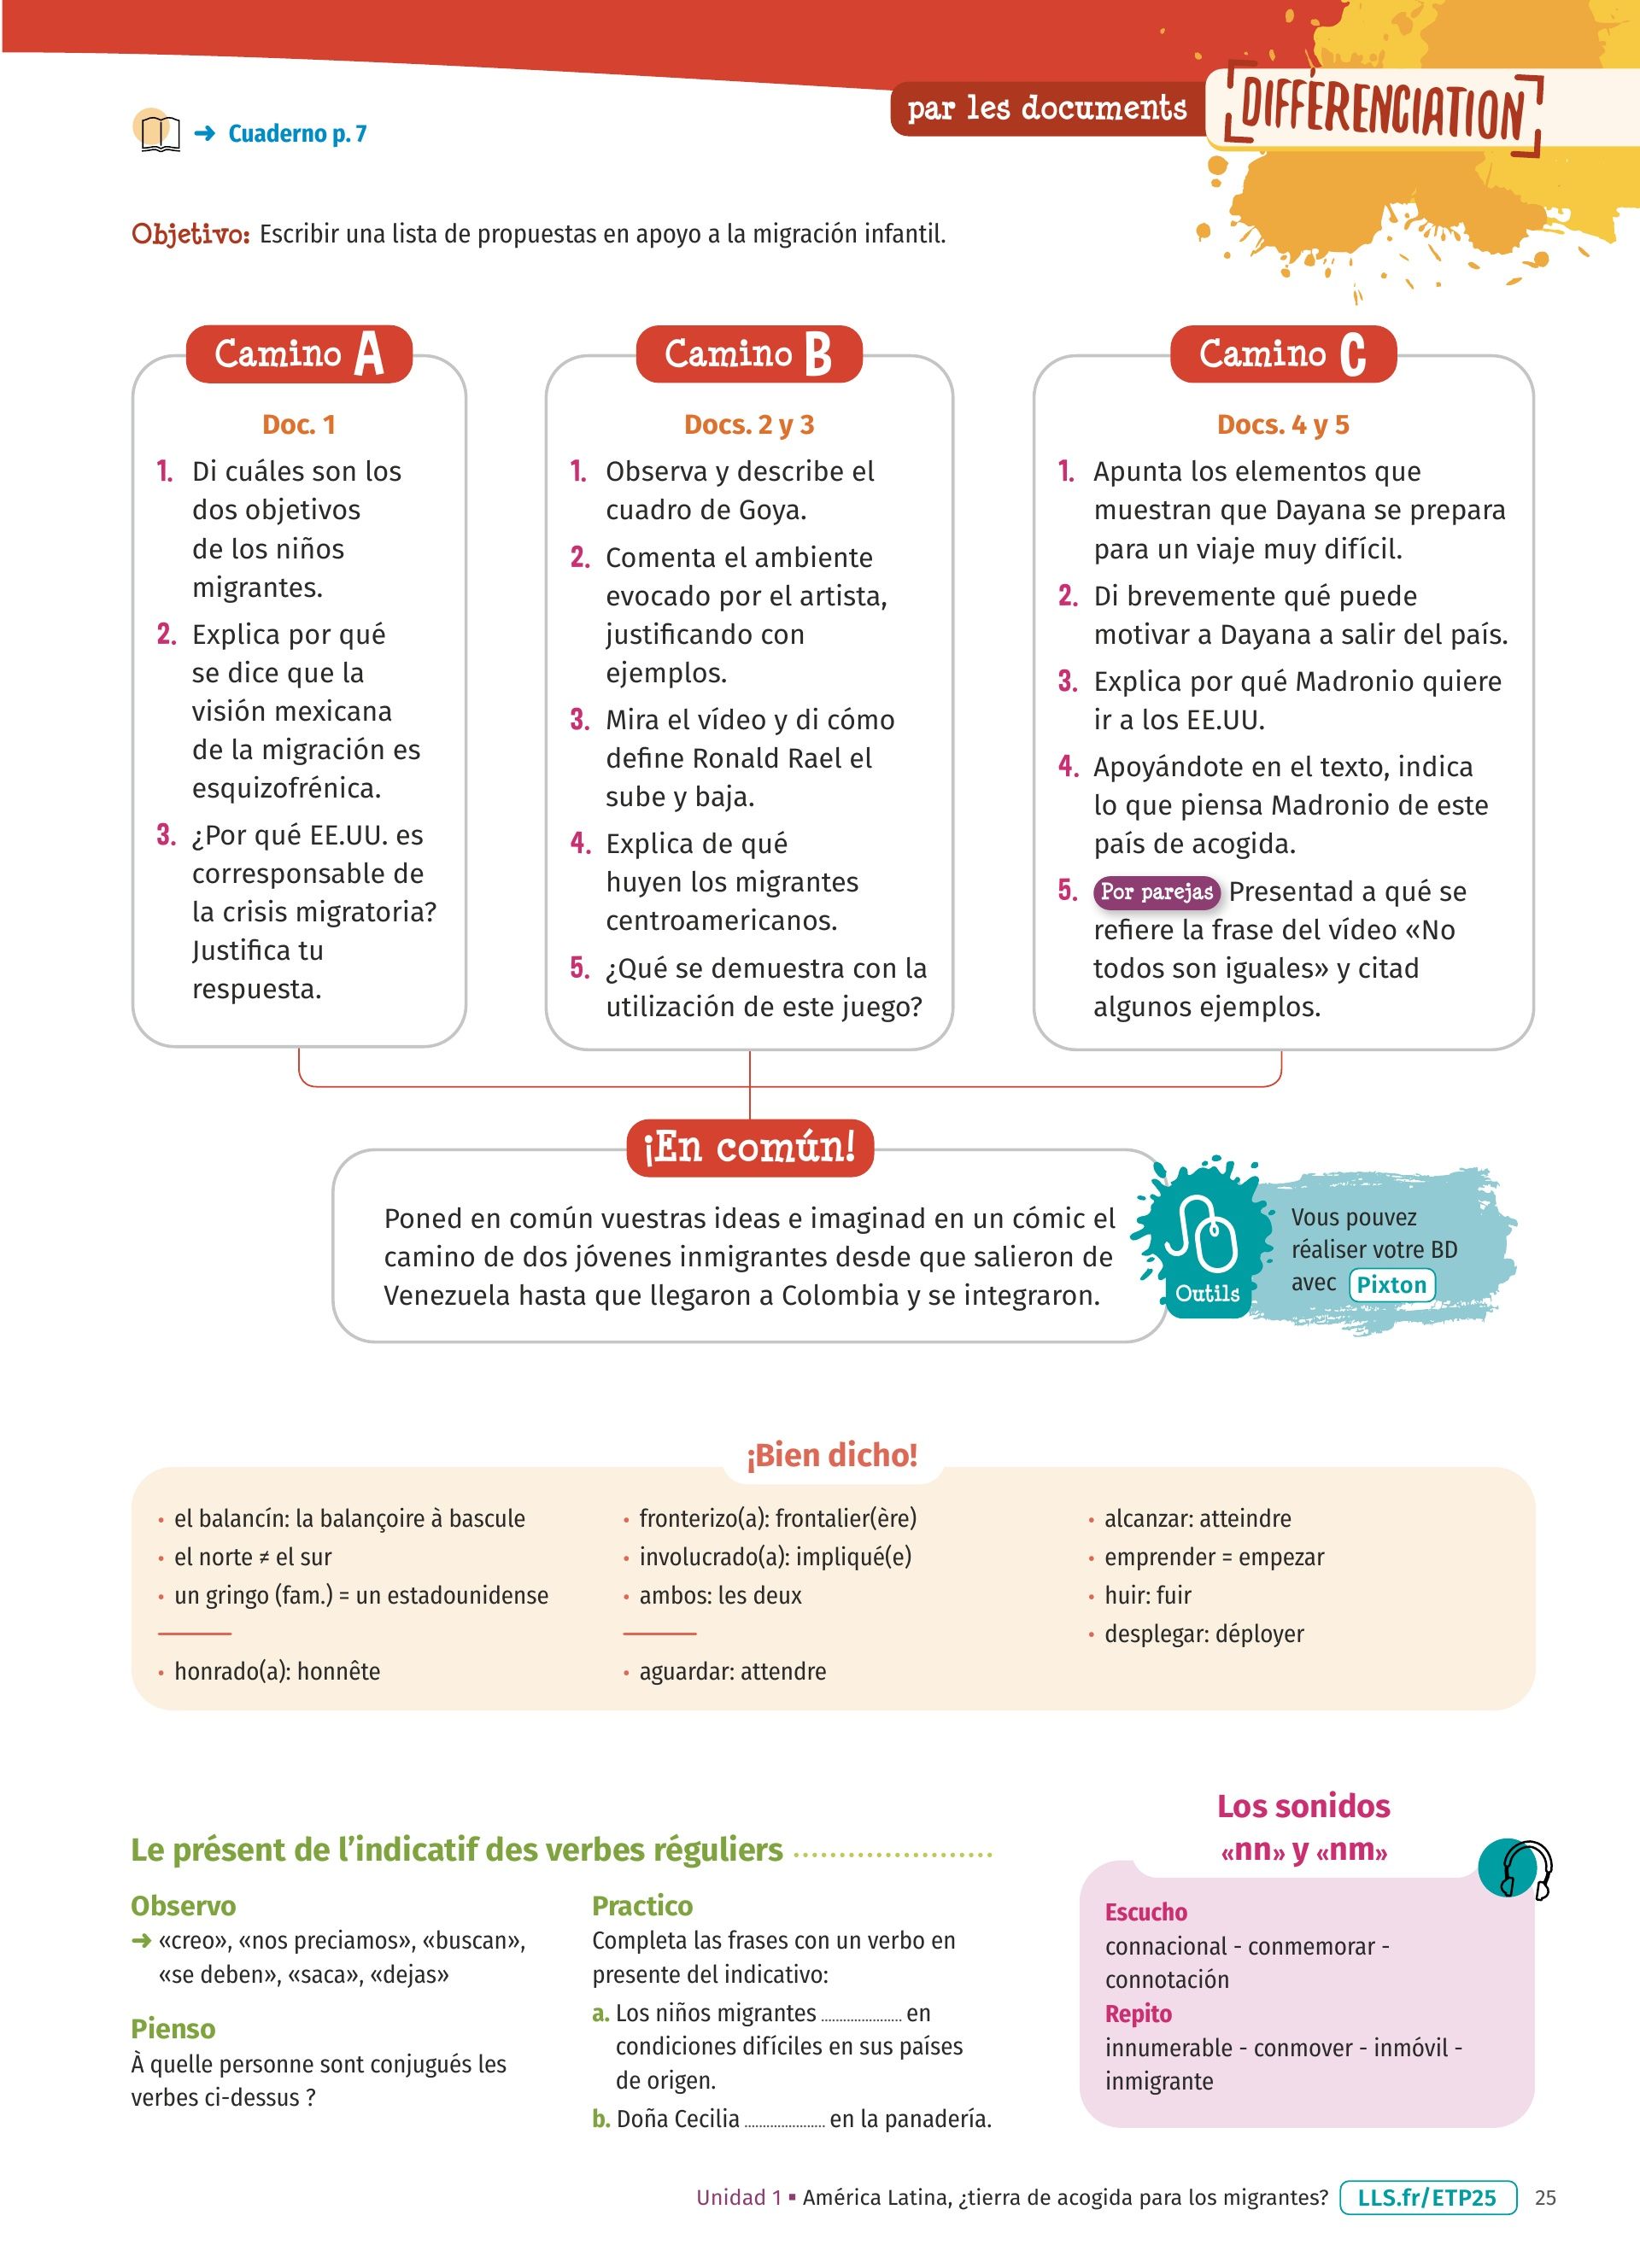 par les documents
DIFFÉRENCIATION
➜ Cuaderno p. 7
Objetivo: Escribir una lista de propuestas en apoyo a la migración infantil.
Camino A
Doc. 1
1. Di cuáles son los
dos objetivos
de los niños
migrantes.
2. Explica por qué
se dice que la
visión mexicana
de la migración es
esquizofrénica.
3. ¿Por qué EE.UU. es
corresponsable de
la crisis migratoria?
Justifica tu
respuesta.
Camino B
Docs. 2 y 3
1. Observa y describe el
cuadro de Goya.
2. Comenta el ambiente
evocado por el artista,
justificando con
ejemplos.
3. Mira el vídeo y di cómo
define Ronald Rael el
sube y baja.
4. Explica de qué
huyen los migrantes
centroamericanos.
5. ¿Qué se demuestra con la
utilización de este juego?
Camino C
Docs. 4 y 5
1. Apunta los elementos que
muestran que Dayana se prepara
para un viaje muy difícil.
2. Di brevemente qué puede
motivar a Dayana a salir del país.
3. Explica por qué Madronio quiere
ir a los EE.UU.
4. Apoyándote en el texto, indica
lo que piensa Madronio de este
país de acogida.
5. Por parejas Presentad a qué se
refiere la frase del vídeo «No
todos son iguales» y citad
algunos ejemplos.
¡En común!
Poned en común vuestras ideas e imaginad en un cómic el
camino de dos jóvenes inmigrantes desde que salieron de
Venezuela hasta que llegaron a Colombia y se integraron.
Outils
Vous pouvez
réaliser votre BD
avec Pixton
¡Bien dicho!
• el balancín: la balançoire à bascule
• el norte ≠ el sur
• un gringo (fam.) = un estadounidense
• honrado(a): honnête
• fronterizo(a): frontalier(ère)
• involucrado(a): impliqué(e)
• ambos: les deux
• aguardar: attendre
• alcanzar: atteindre
• emprender = empezar
• huir: fuir
• desplegar: déployer
Le présent de l'indicatif des verbes réguliers
Observo
➜ «creo», «nos preciamos», «buscan»,
«se deben», «saca», «dejas»
Pienso
À quelle personne sont conjugués les
verbes ci-dessus ?
Practico
Completa las frases con un verbo en
presente del indicativo:
a. Los niños migrantes .................... en
condiciones difíciles en sus países
de origen.
b. Doña Cecilia .................... en la panadería.
Los sonidos
«nn» y «nm»
Escucho
connacional - conmemorar -
connotación
Repito
innumerable - conmover - inmóvil -
inmigrante
Unidad 1 ▪ América Latina, ¿tierra de acogida para los migrantes? LLS.fr/ETP25 25